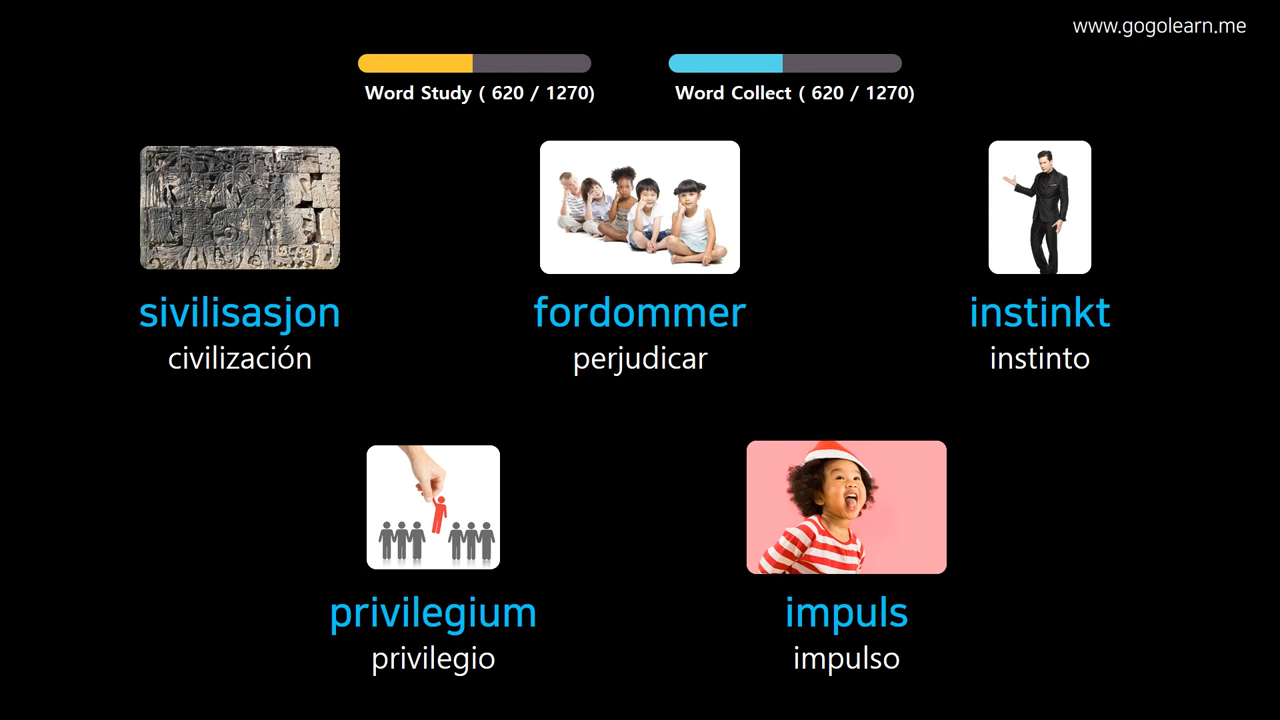 www.gogolearn.me
Word Study ( 620 / 1270)
Word Collect ( 620 / 1270)
sivilisasjon
civilización
fordommer
perjudicar
instinkt
instinto
privilegium
privilegio
impuls
impulso